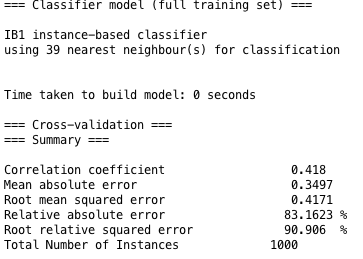 === Classifier model (full training set) ===
IB1 instance-based classifier
using 39 nearest neighbour(s) for classification
Time taken to build model: 0 seconds
=== Cross-validation ===
=== Summary ===
Correlation coefficient 0.418
Mean absolute error 0.3497
Root mean squared error 0.4171
Relative absolute error 83.1623 %
Root relative squared error 90.906 %
Total Number of Instances 1000